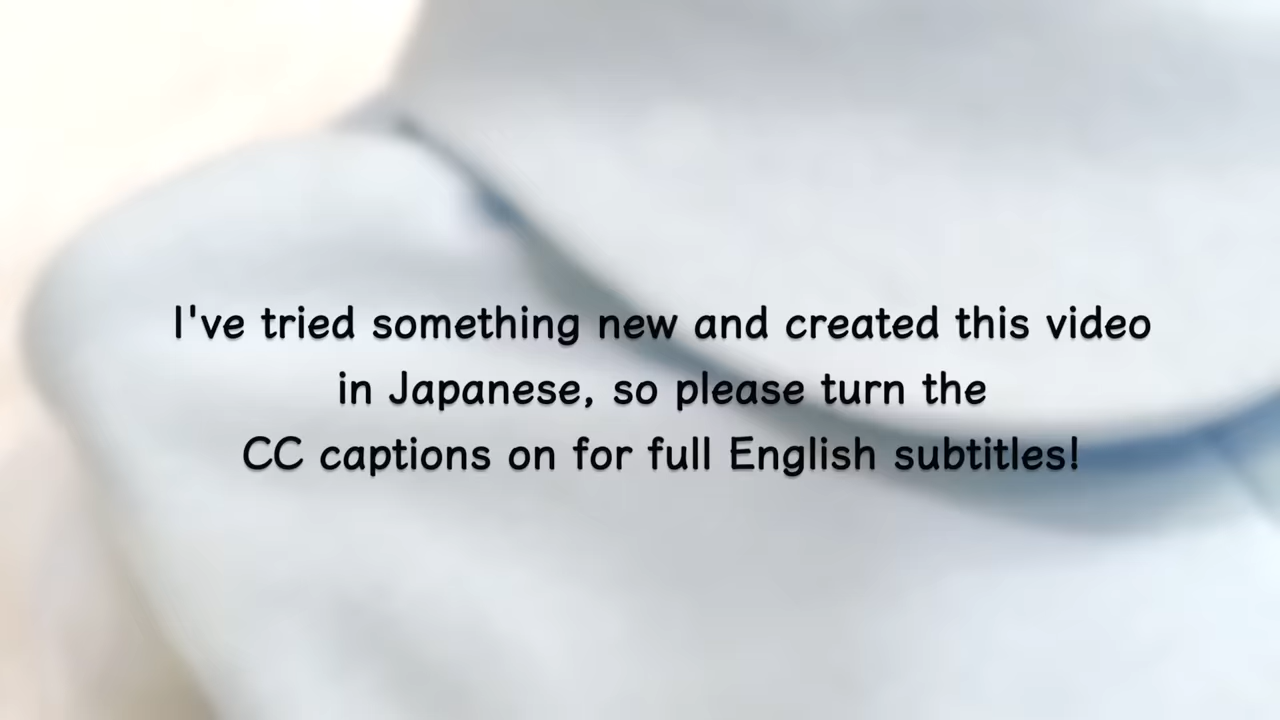 I've tried something new and created this video
in Japanese, so please turn the
CC captions on for full English subtitles!